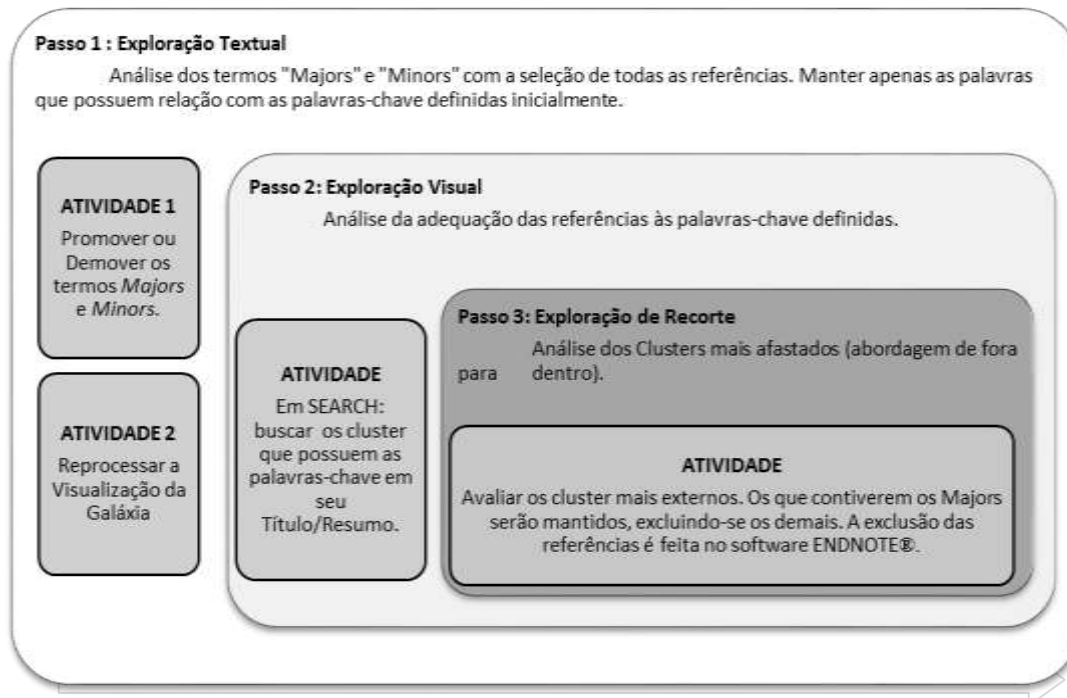 Passo 1 : Exploração Textual
Análise dos termos "Majors" e "Minors" com a seleção de todas as referências. Manter apenas as palavras
que possuem relação com as palavras-chave definidas inicialmente.
ATIVIDADE 1
Promover ou
Demover os
termos Majors
e Minors.
ATIVIDADE 2
Reprocessar a
Visualização da
Galáxia
Passo 2: Exploração Visual
Análise da adequação das referências às palavras-chave definidas.
ATIVIDADE
Em SEARCH:
buscar os cluster
que possuem as
palavras-chave em
seu
Título/Resumo.
Passo 3: Exploração de Recorte
Análise dos Clusters mais afastados (abordagem de fora
para dentro).
ATIVIDADE
Avaliar os cluster mais externos. Os que contiverem os Majors
serão mantidos, excluindo-se os demais. A exclusão das
referências é feita no software ENDNOTE®.